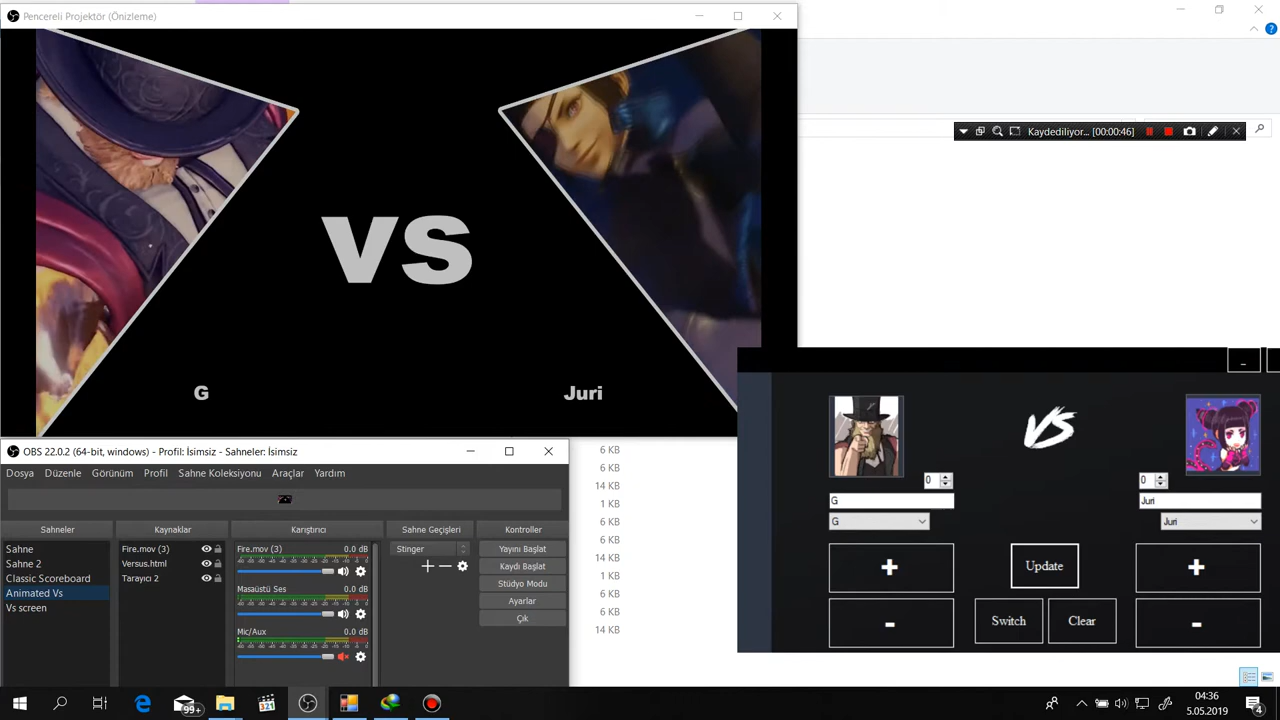 Pencereli Projektör (Önizleme)
VS
G
Juri
Kaydediliyor... [00:00:46]
OBS 22.0.2 (64-bit, windows) - Profil: İsimsiz - Sahneler: İsimsiz
Dosya Düzenle Görünüm Profil Sahne Koleksiyonu Araçlar Yardım
Sahneler
Sahne
Sahne 2
Classic Scoreboard
Animated Vs
Vs screen
Kaynaklar
Fire.mov (3)
Versus.html
Tarayıcı 2
Karıştırıcı
Fire.mov (3) 0.0 dB
Masaüstü Ses 0.0 dB
Mic/Aux 0.0 dB
Sahne Geçişleri
Stinger
Kontroller
Yayını Başlat
Kaydı Başlat
Stüdyo Modu
Ayarlar
Çık
6 KB
6 KB
14 KB
1 KB
6 KB
6 KB
14 KB
1 KB
6 KB
6 KB
14 KB
VS
0 0
G Juri
G Juri
+ Update +
- Switch Clear -
99+
321
04:36
5.05.2019
4